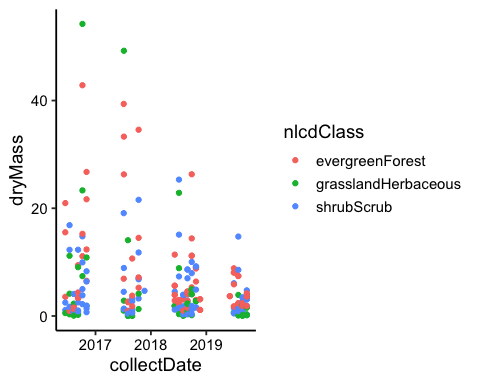 dryMass
40
20
0
2017 2018 2019
collectDate
nlcdClass
evergreenForest
grasslandHerbaceous
shrubScrub